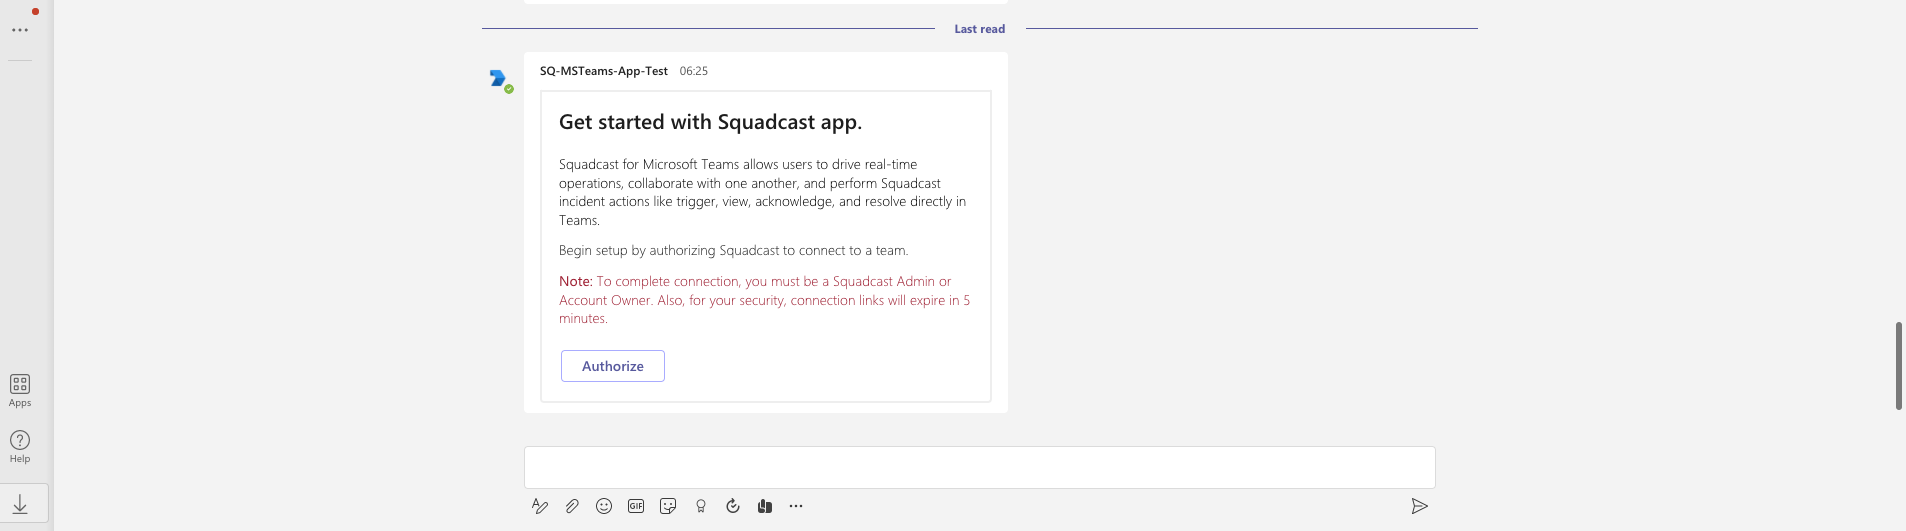 Last read
SQ-MSTeams-App-Test 06:25
Get started with Squadcast app.
Squadcast for Microsoft Teams allows users to drive real-time
operations, collaborate with one another, and perform Squadcast
incident actions like trigger, view, acknowledge, and resolve directly in
Teams.
Begin setup by authorizing Squadcast to connect to a team.
Note: To complete connection, you must be a Squadcast Admin or
Account Owner. Also, for your security, connection links will expire in 5
minutes.
Authorize
Apps
Help
GIF